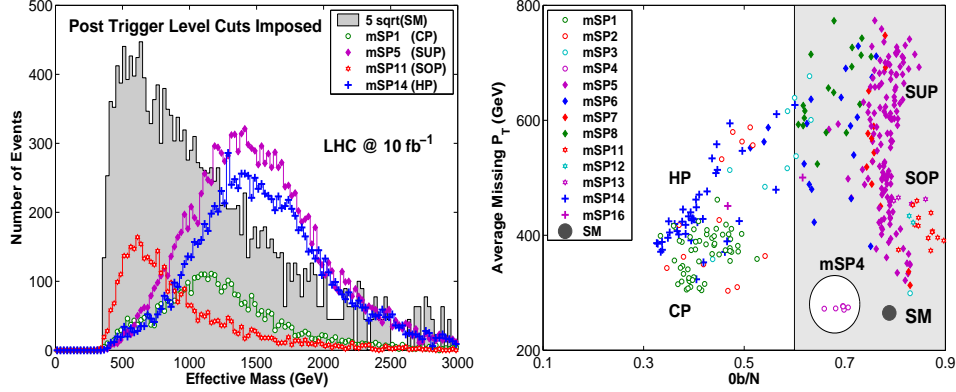 Post Trigger Level Cuts Imposed
5 sqrt(SM)
mSP1 (CP)
mSP5 (SUP)
mSP11 (SOP)
mSP14 (HP)
LHC @ 10 fb⁻¹
Number of Events
450
400
300
200
100
0
0 500 1000 1500 2000 2500 3000
Effective Mass (GeV)
Average Missing P_T (GeV)
800
600
400
200
mSP1
mSP2
mSP3
mSP4
mSP5
mSP6
mSP7
mSP8
mSP11
mSP12
mSP13
mSP14
mSP16
SM
HP
CP
SUP
SOP
mSP4
SM
0.1 0.3 0.5 0.7 0.9
0b/N